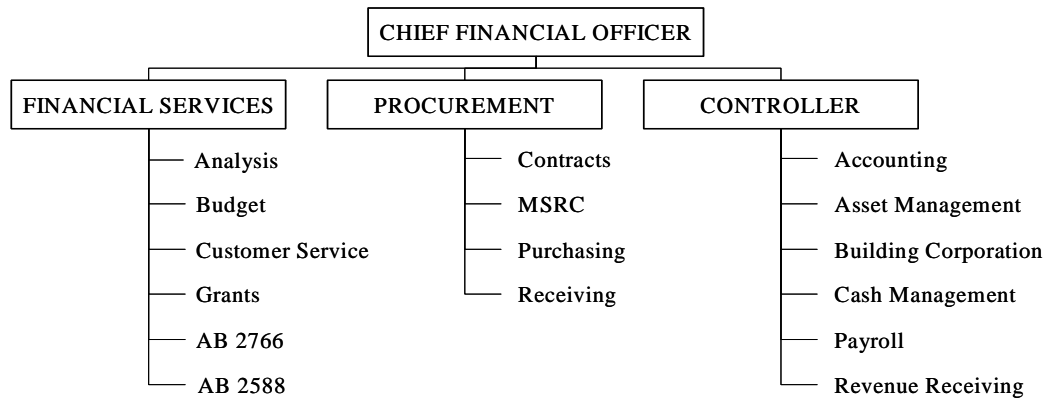 CHIEF FINANCIAL OFFICER
FINANCIAL SERVICES
Analysis
Budget
Customer Service
Grants
AB 2766
AB 2588
PROCUREMENT
Contracts
MSRC
Purchasing
Receiving
CONTROLLER
Accounting
Asset Management
Building Corporation
Cash Management
Payroll
Revenue Receiving